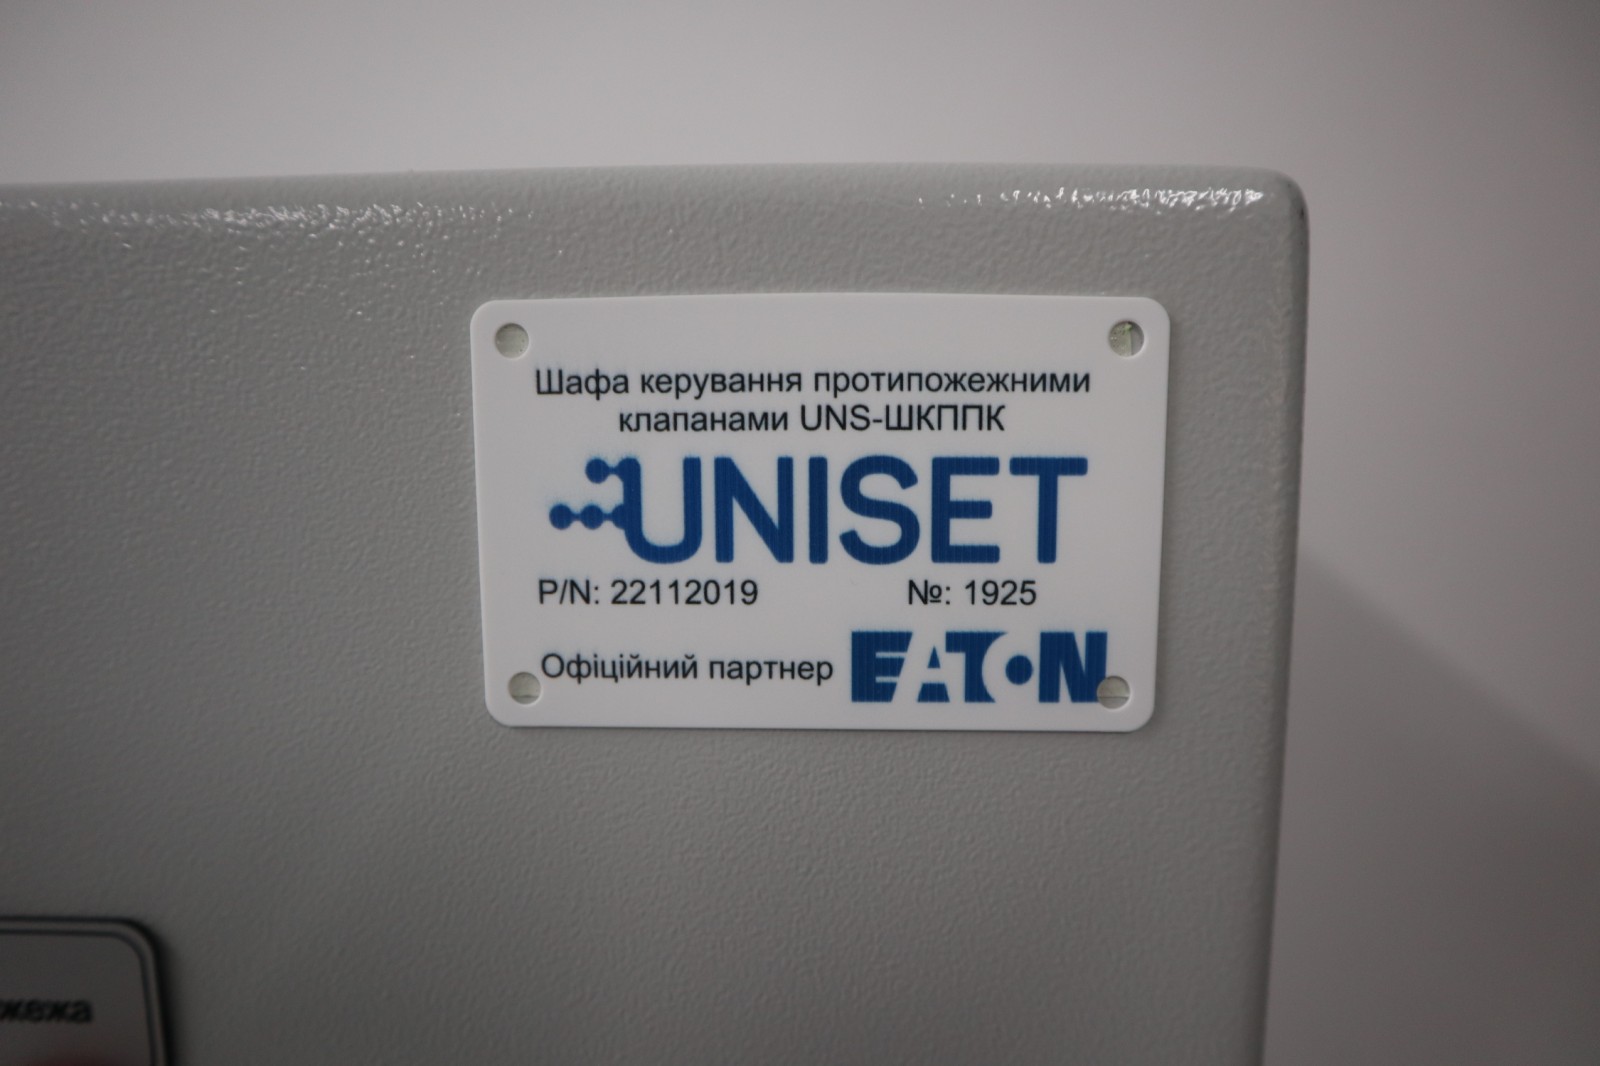 Шафа керування протипожежними
клапанами UNS-ШКППК
UNISET
P/N: 22112019 №: 1925
Офіційний партнер EATON